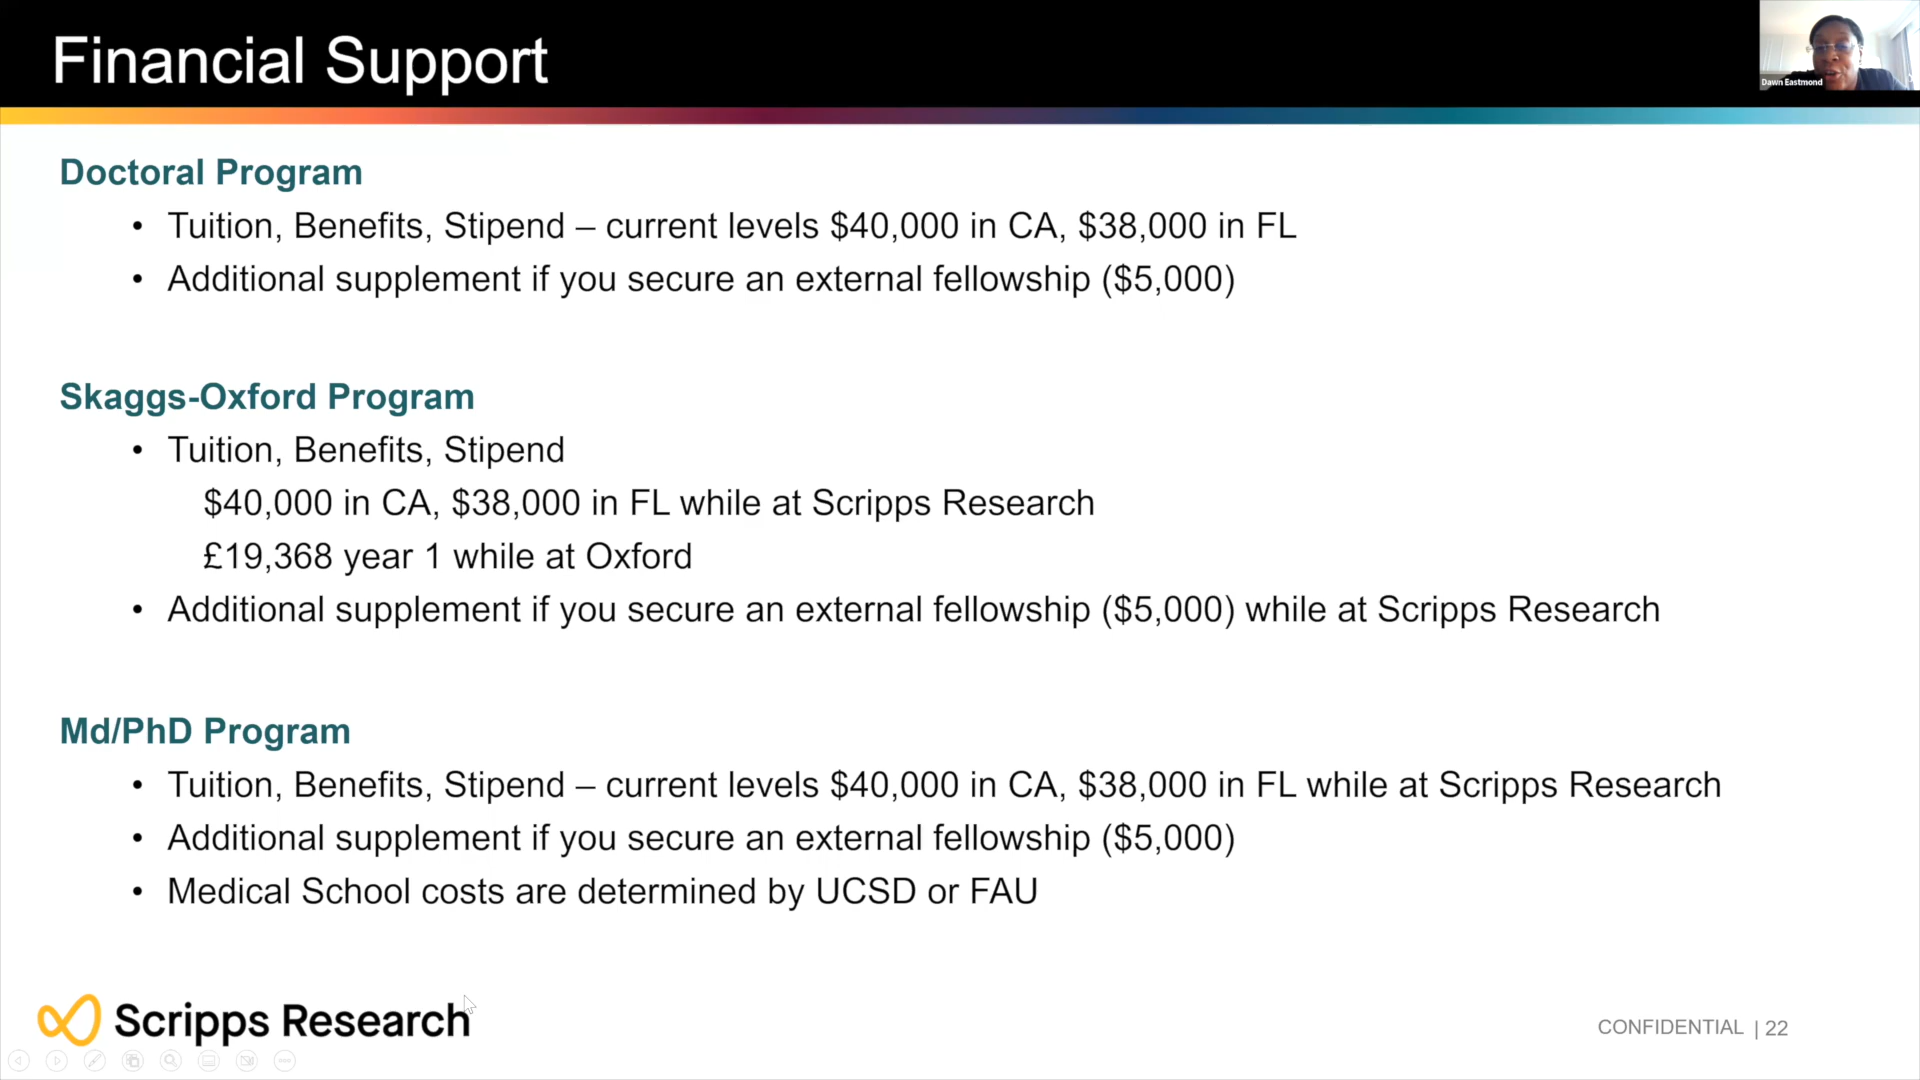 Financial Support
Dawn Eastmond
Doctoral Program
• Tuition, Benefits, Stipend – current levels $40,000 in CA, $38,000 in FL
• Additional supplement if you secure an external fellowship ($5,000)
Skaggs-Oxford Program
• Tuition, Benefits, Stipend
$40,000 in CA, $38,000 in FL while at Scripps Research
£19,368 year 1 while at Oxford
• Additional supplement if you secure an external fellowship ($5,000) while at Scripps Research
Md/PhD Program
• Tuition, Benefits, Stipend – current levels $40,000 in CA, $38,000 in FL while at Scripps Research
• Additional supplement if you secure an external fellowship ($5,000)
• Medical School costs are determined by UCSD or FAU
Scripps Research
CONFIDENTIAL | 22